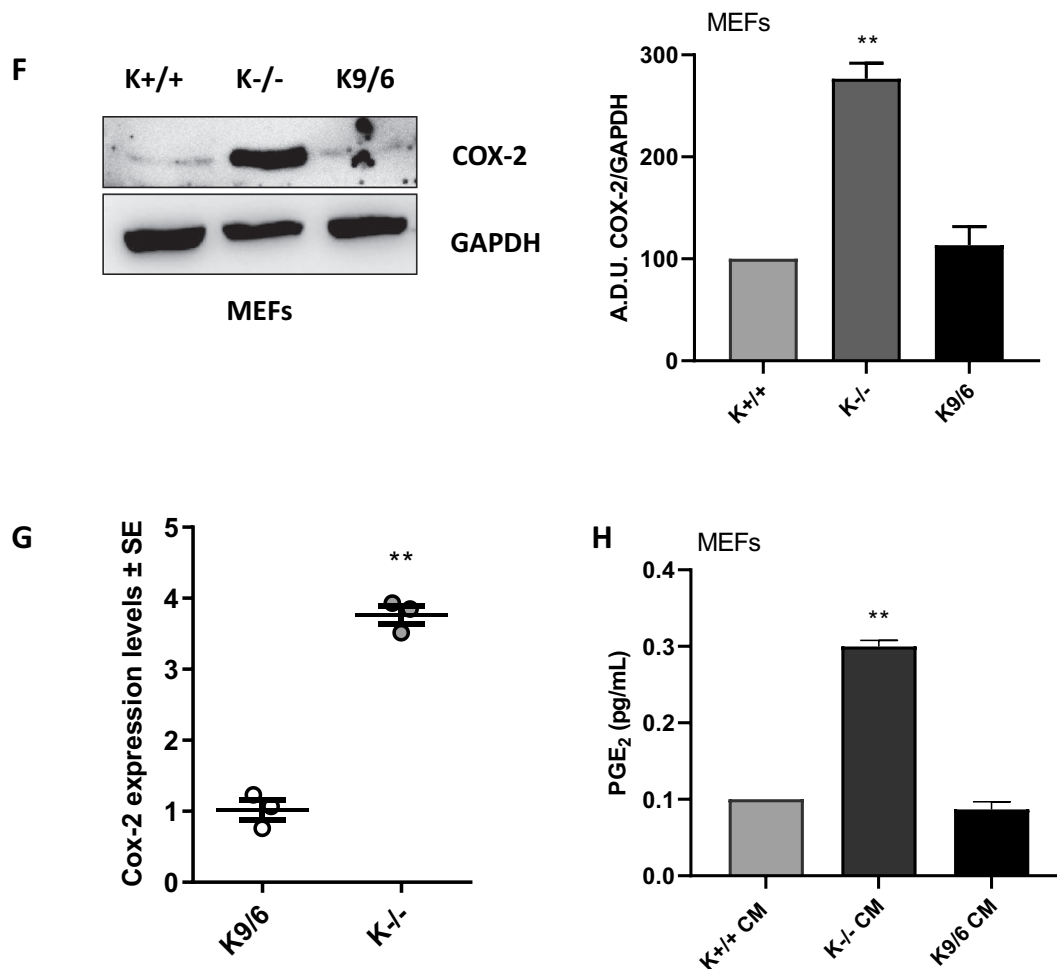 F
K+/+ K-/- K9/6
COX-2
GAPDH
MEFs
MEFs
**
A.D.U. COX-2/GAPDH
300
200
100
0
K+/+ K-/- K9/6
G
Cox-2 expression levels ± SE
5
4
3
2
1
0
**
K9/6 K-/-
H
MEFs
**
PGE₂ (pg/mL)
0.4
0.3
0.2
0.1
0.0
K+/+ CM K-/- CM K9/6 CM